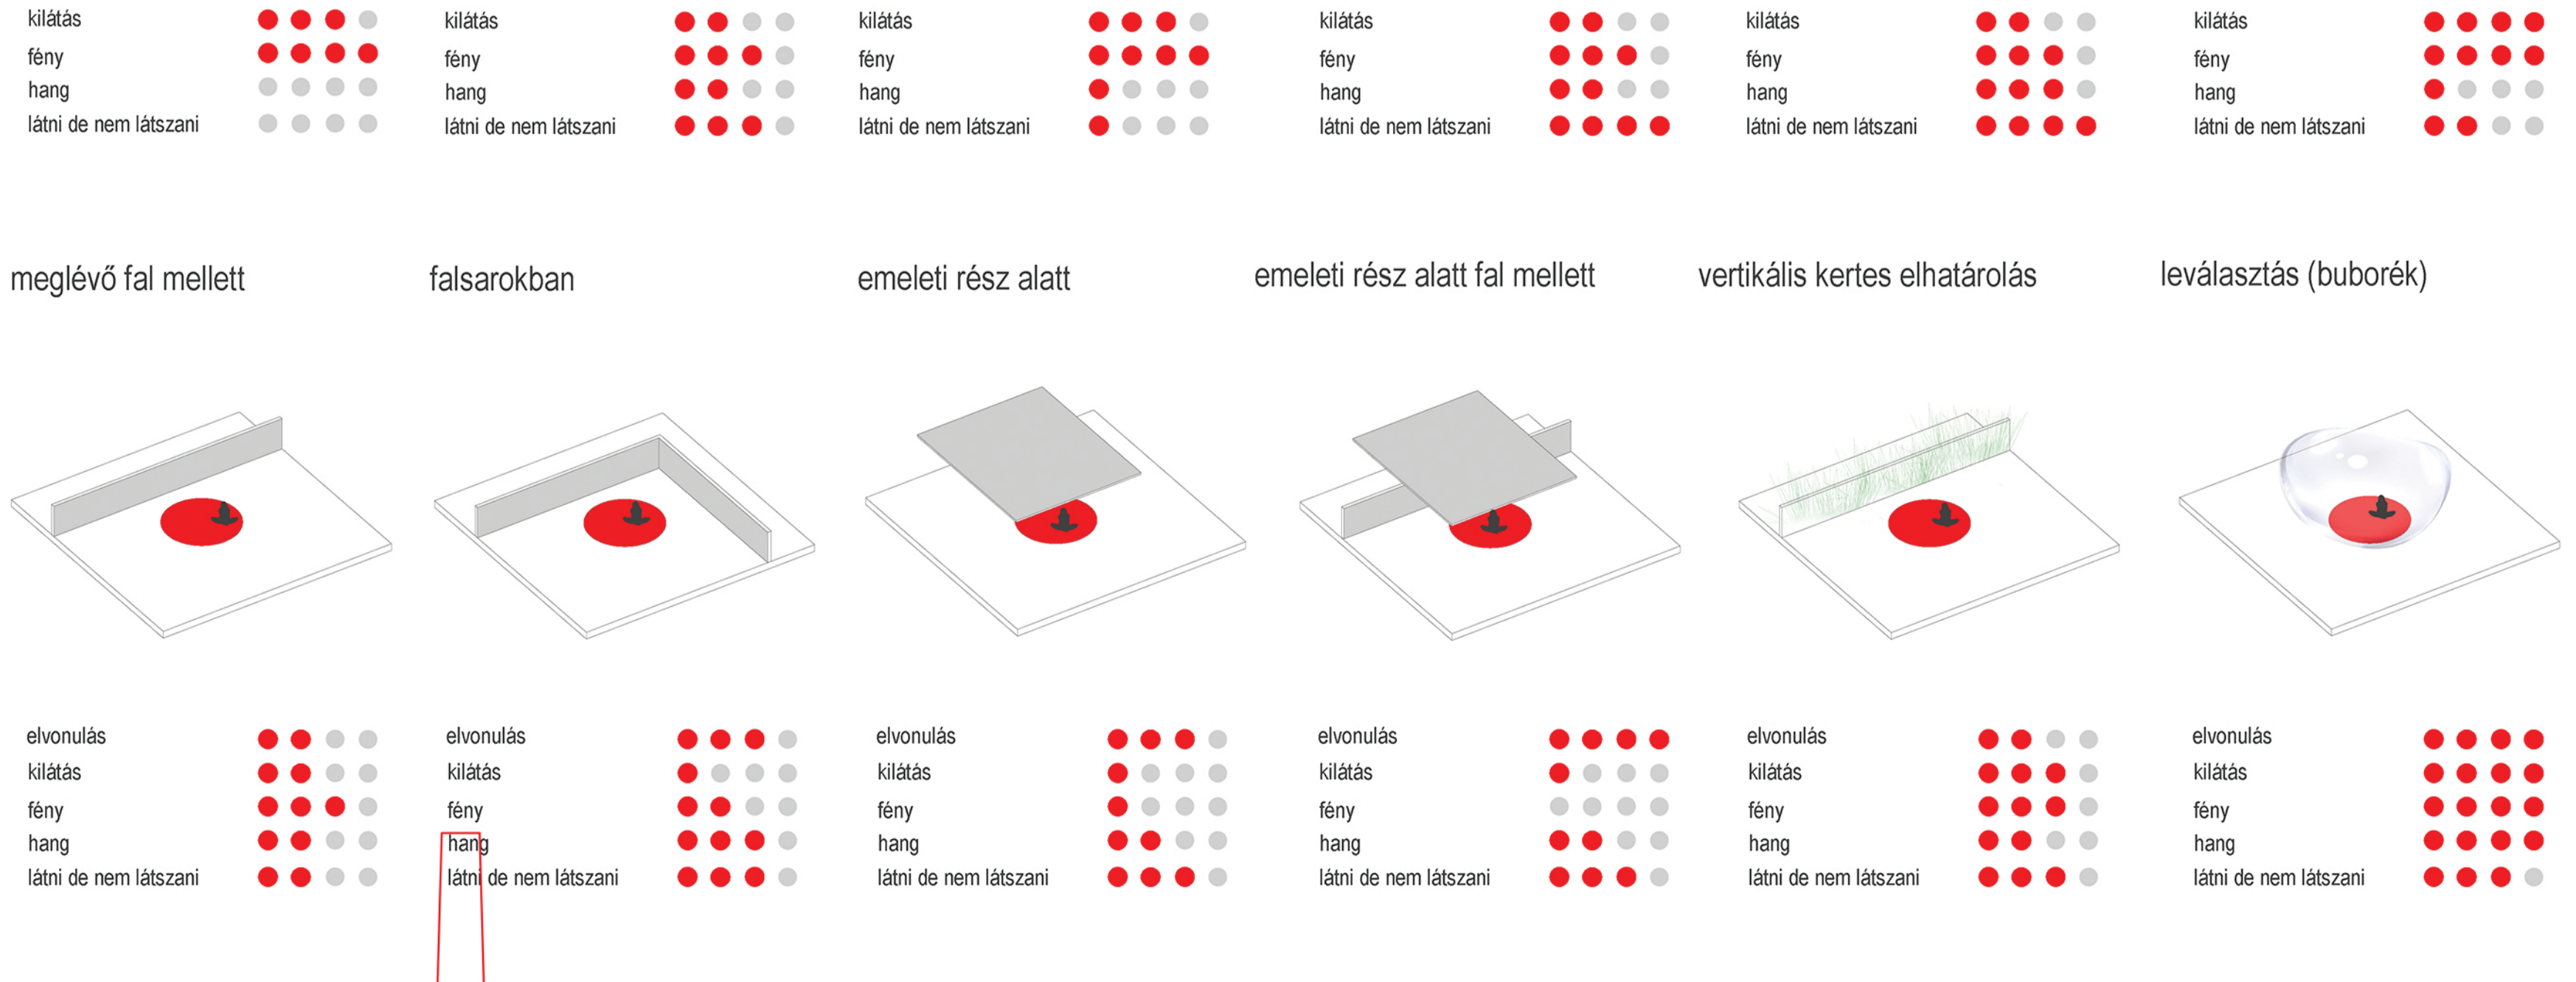 kilátás
fény
hang
látni de nem látszani
kilátás
fény
hang
látni de nem látszani
kilátás
fény
hang
látni de nem látszani
kilátás
fény
hang
látni de nem látszani
kilátás
fény
hang
látni de nem látszani
kilátás
fény
hang
látni de nem látszani
meglévő fal mellett
falsarokban
emeleti rész alatt
emeleti rész alatt fal mellett
vertikális kertes elhatárolás
leválasztás (buborék)
elvonulás
kilátás
fény
hang
látni de nem látszani
elvonulás
kilátás
fény
hang
látni de nem látszani
elvonulás
kilátás
fény
hang
látni de nem látszani
elvonulás
kilátás
fény
hang
látni de nem látszani
elvonulás
kilátás
fény
hang
látni de nem látszani
elvonulás
kilátás
fény
hang
látni de nem látszani